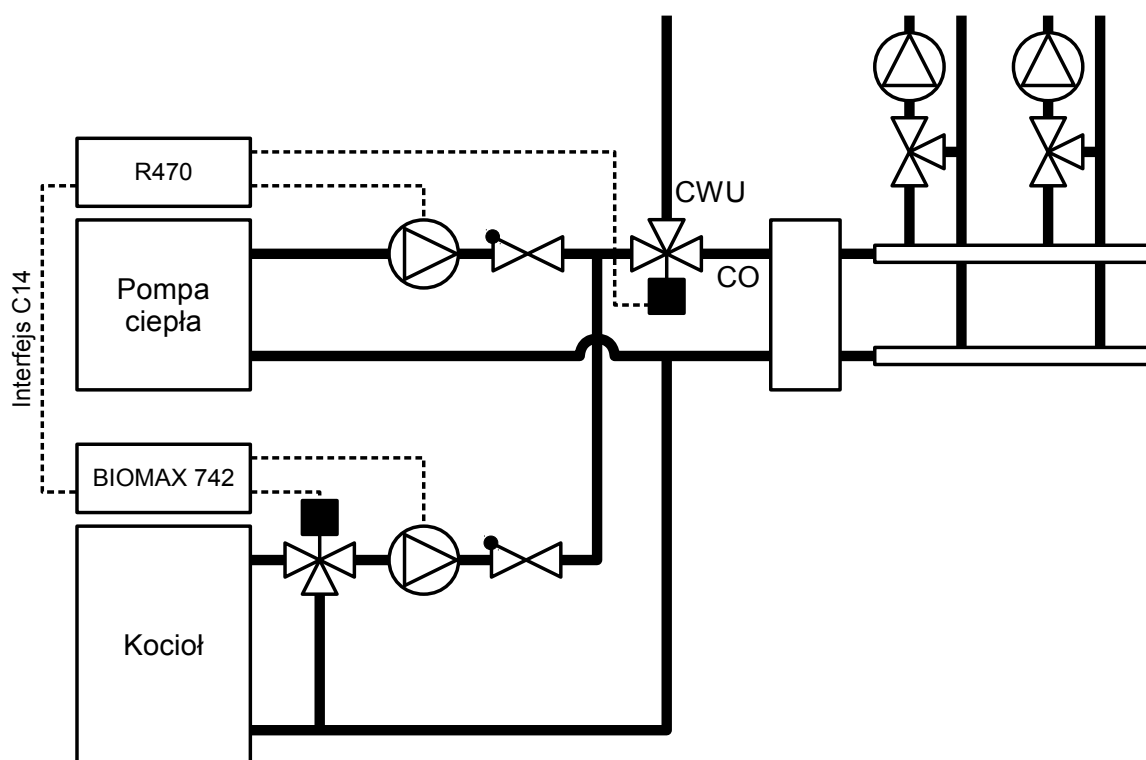 R470
CWU
CO
Pompa
ciepła
Interfejs C14
BIOMAX 742
Kocioł